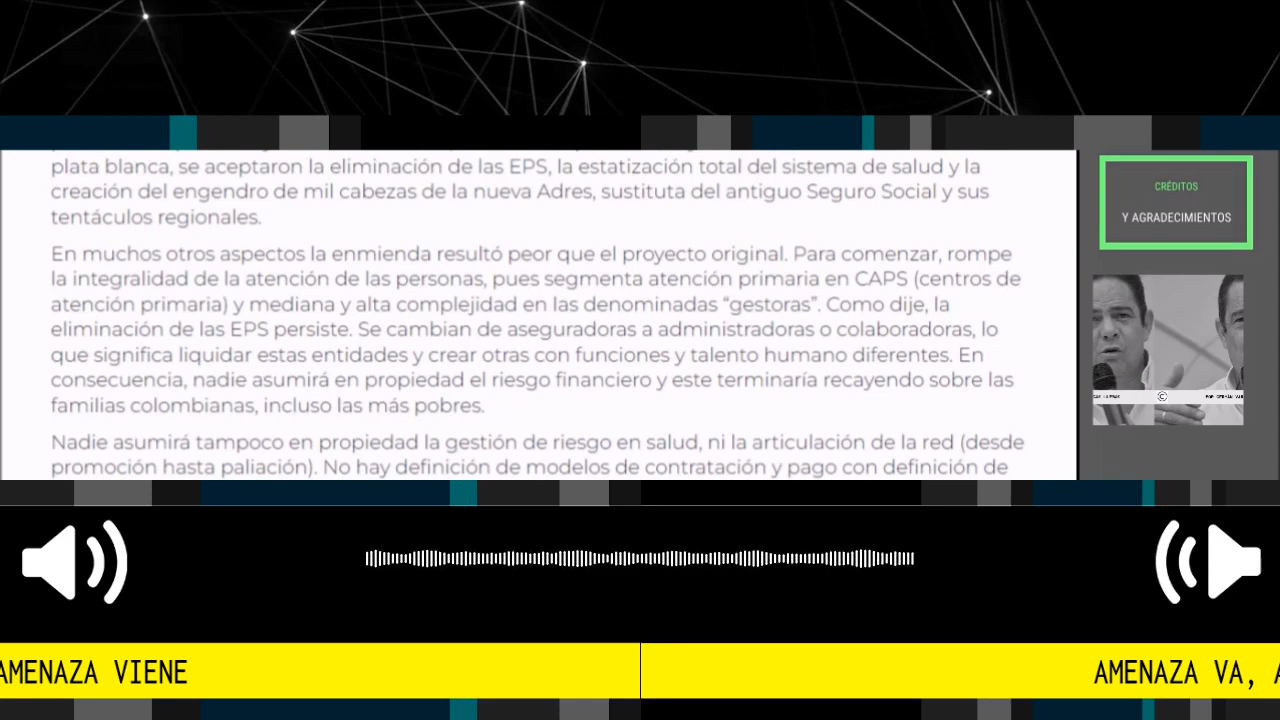 plata blanca, se aceptaron la eliminación de las EPS, la estatización total del sistema de salud y la
creación del engendro de mil cabezas de la nueva Adres, sustituta del antiguo Seguro Social y sus
tentáculos regionales.
En muchos otros aspectos la enmienda resultó peor que el proyecto original. Para comenzar, rompe
la integralidad de la atención de las personas, pues segmenta atención primaria en CAPS (centros de
atención primaria) y mediana y alta complejidad en las denominadas “gestoras”. Como dije, la
eliminación de las EPS persiste. Se cambian de aseguradoras a administradoras o colaboradoras, lo
que significa liquidar estas entidades y crear otras con funciones y talento humano diferentes. En
consecuencia, nadie asumirá en propiedad el riesgo financiero y este terminaría recayendo sobre las
familias colombianas, incluso las más pobres.
Nadie asumirá tampoco en propiedad la gestión de riesgo en salud, ni la articulación de la red (desde
promoción hasta paliación). No hay definición de modelos de contratación y pago con definición de
CRÉDITOS
Y AGRADECIMIENTOS
POR GERMÁN VAR
AMENAZA VIENE
AMENAZA VA, A